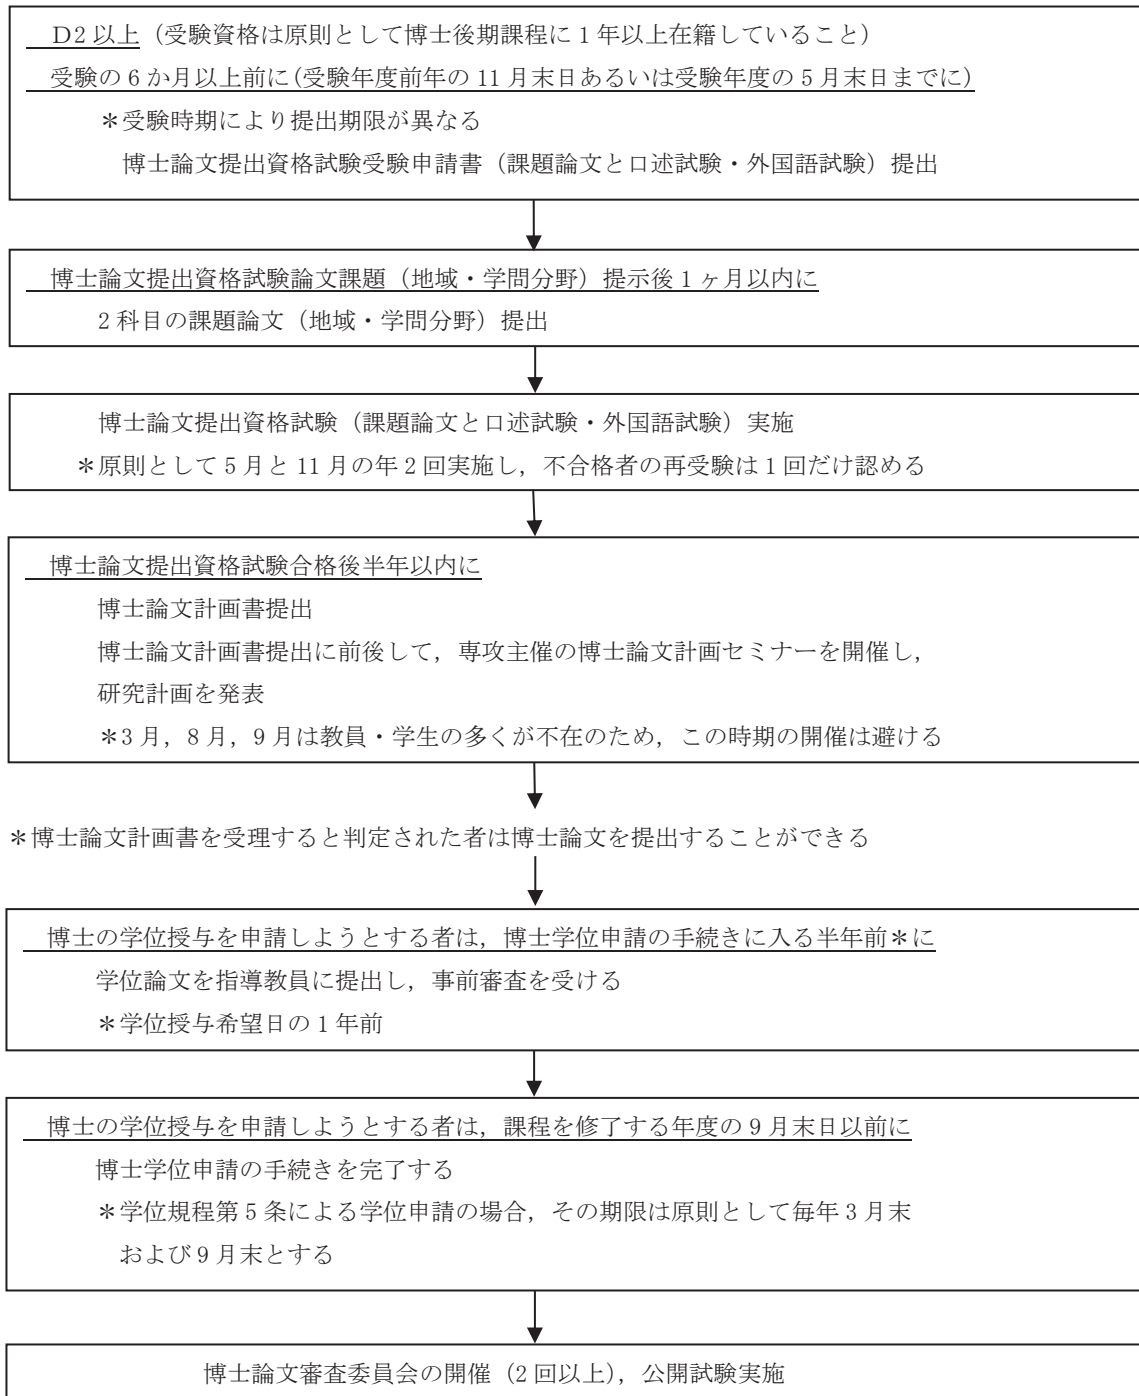 D2以上（受験資格は原則として博士後期課程に1年以上在籍していること）
受験の6か月以上前に(受験年度前年の11月末日あるいは受験年度の5月末日までに)
＊受験時期により提出期限が異なる
博士論文提出資格試験受験申請書（課題論文と口述試験・外国語試験）提出
博士論文提出資格試験論文課題（地域・学問分野）提示後1ヶ月以内に
2科目の課題論文（地域・学問分野）提出
博士論文提出資格試験（課題論文と口述試験・外国語試験）実施
＊原則として5月と11月の年2回実施し，不合格者の再受験は1回だけ認める
博士論文提出資格試験合格後半年以内に
博士論文計画書提出
博士論文計画書提出に前後して，専攻主催の博士論文計画セミナーを開催し，
研究計画を発表
＊3月，8月，9月は教員・学生の多くが不在のため，この時期の開催は避ける
＊博士論文計画書を受理すると判定された者は博士論文を提出することができる
博士の学位授与を申請しようとする者は，博士学位申請の手続きに入る半年前＊に
学位論文を指導教員に提出し，事前審査を受ける
＊学位授与希望日の1年前
博士の学位授与を申請しようとする者は，課程を修了する年度の9月末日以前に
博士学位申請の手続きを完了する
＊学位規程第5条による学位申請の場合，その期限は原則として毎年3月末
および9月末とする
博士論文審査委員会の開催（2回以上），公開試験実施